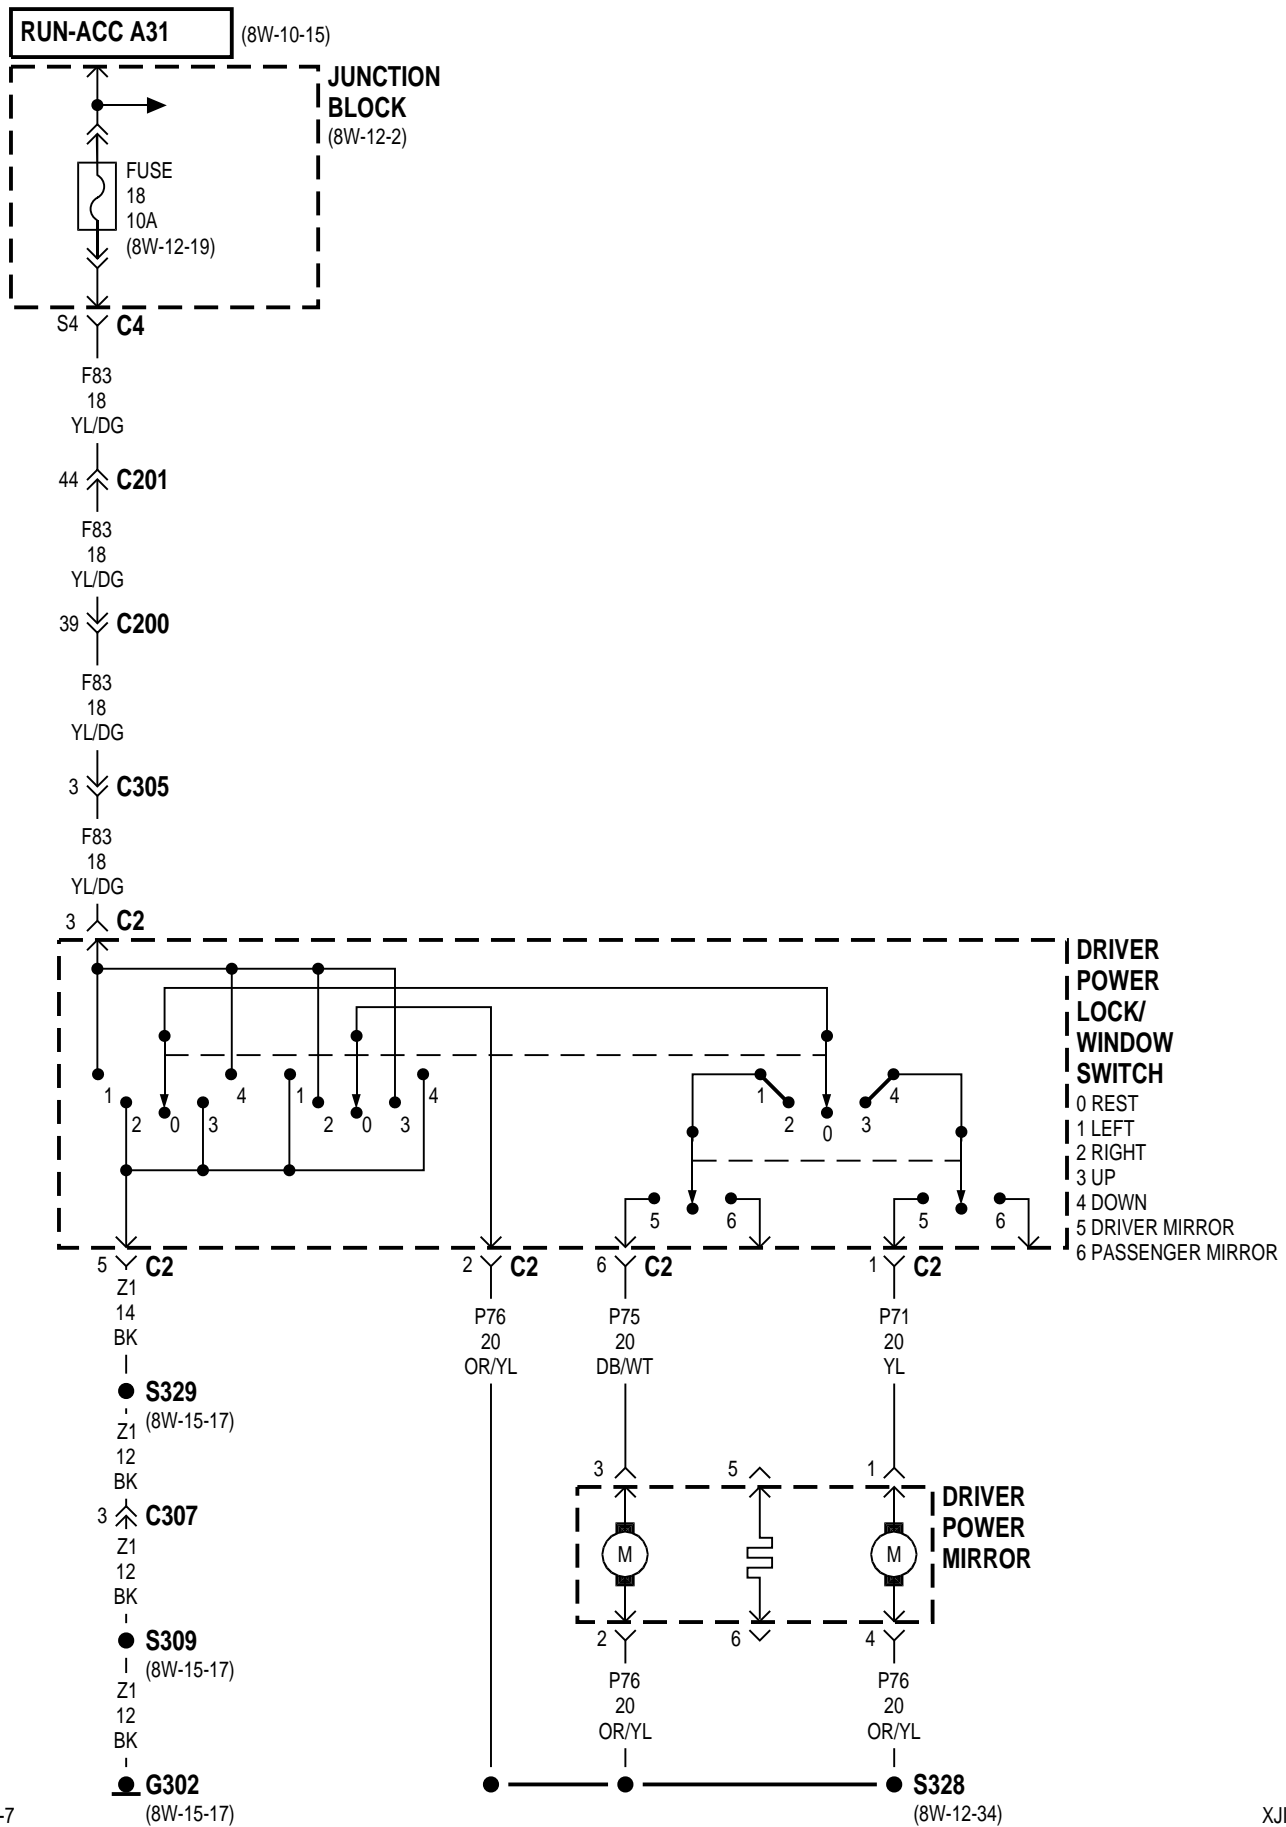 RUN-ACC A31 (8W-10-15)
JUNCTION
BLOCK
(8W-12-2)
FUSE
18
10A
(8W-12-19)
S4 C4
F83
18
YL/DG
44 C201
F83
18
YL/DG
39 C200
F83
18
YL/DG
3 C305
F83
18
YL/DG
3 C2
DRIVER
POWER
LOCK/
WINDOW
SWITCH
0 REST
1 LEFT
2 RIGHT
3 UP
4 DOWN
5 DRIVER MIRROR
6 PASSENGER MIRROR
1 2 0 3 4 1 2 0 3 4
1 2 0 3 4
5 6 5 6
5 C2
Z1
14
BK
S329
(8W-15-17)
Z1
12
BK
3 C307
Z1
12
BK
S309
(8W-15-17)
Z1
12
BK
G302
(8W-15-17)
2 C2
P76
20
OR/YL
6 C2
P75
20
DB/WT
1 C2
P71
20
YL
3 5 1
DRIVER
POWER
MIRROR
M M
2 6 4
P76
20
OR/YL
P76
20
OR/YL
S328
(8W-12-34)
-7
XJI